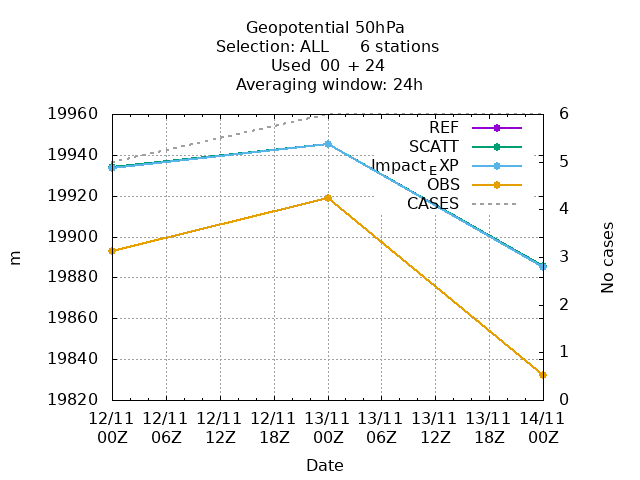 Geopotential 50hPa
Selection: ALL 6 stations
Used 00 + 24
Averaging window: 24h
19960
19940
19920
19900
19880
19860
19840
19820
m
6
5
4
3
2
1
0
No cases
REF
SCATT
Impact_EXP
OBS
CASES
12/11 12/11 12/11 12/11 13/11 13/11 13/11 13/11 14/11
00Z 06Z 12Z 18Z 00Z 06Z 12Z 18Z 00Z
Date